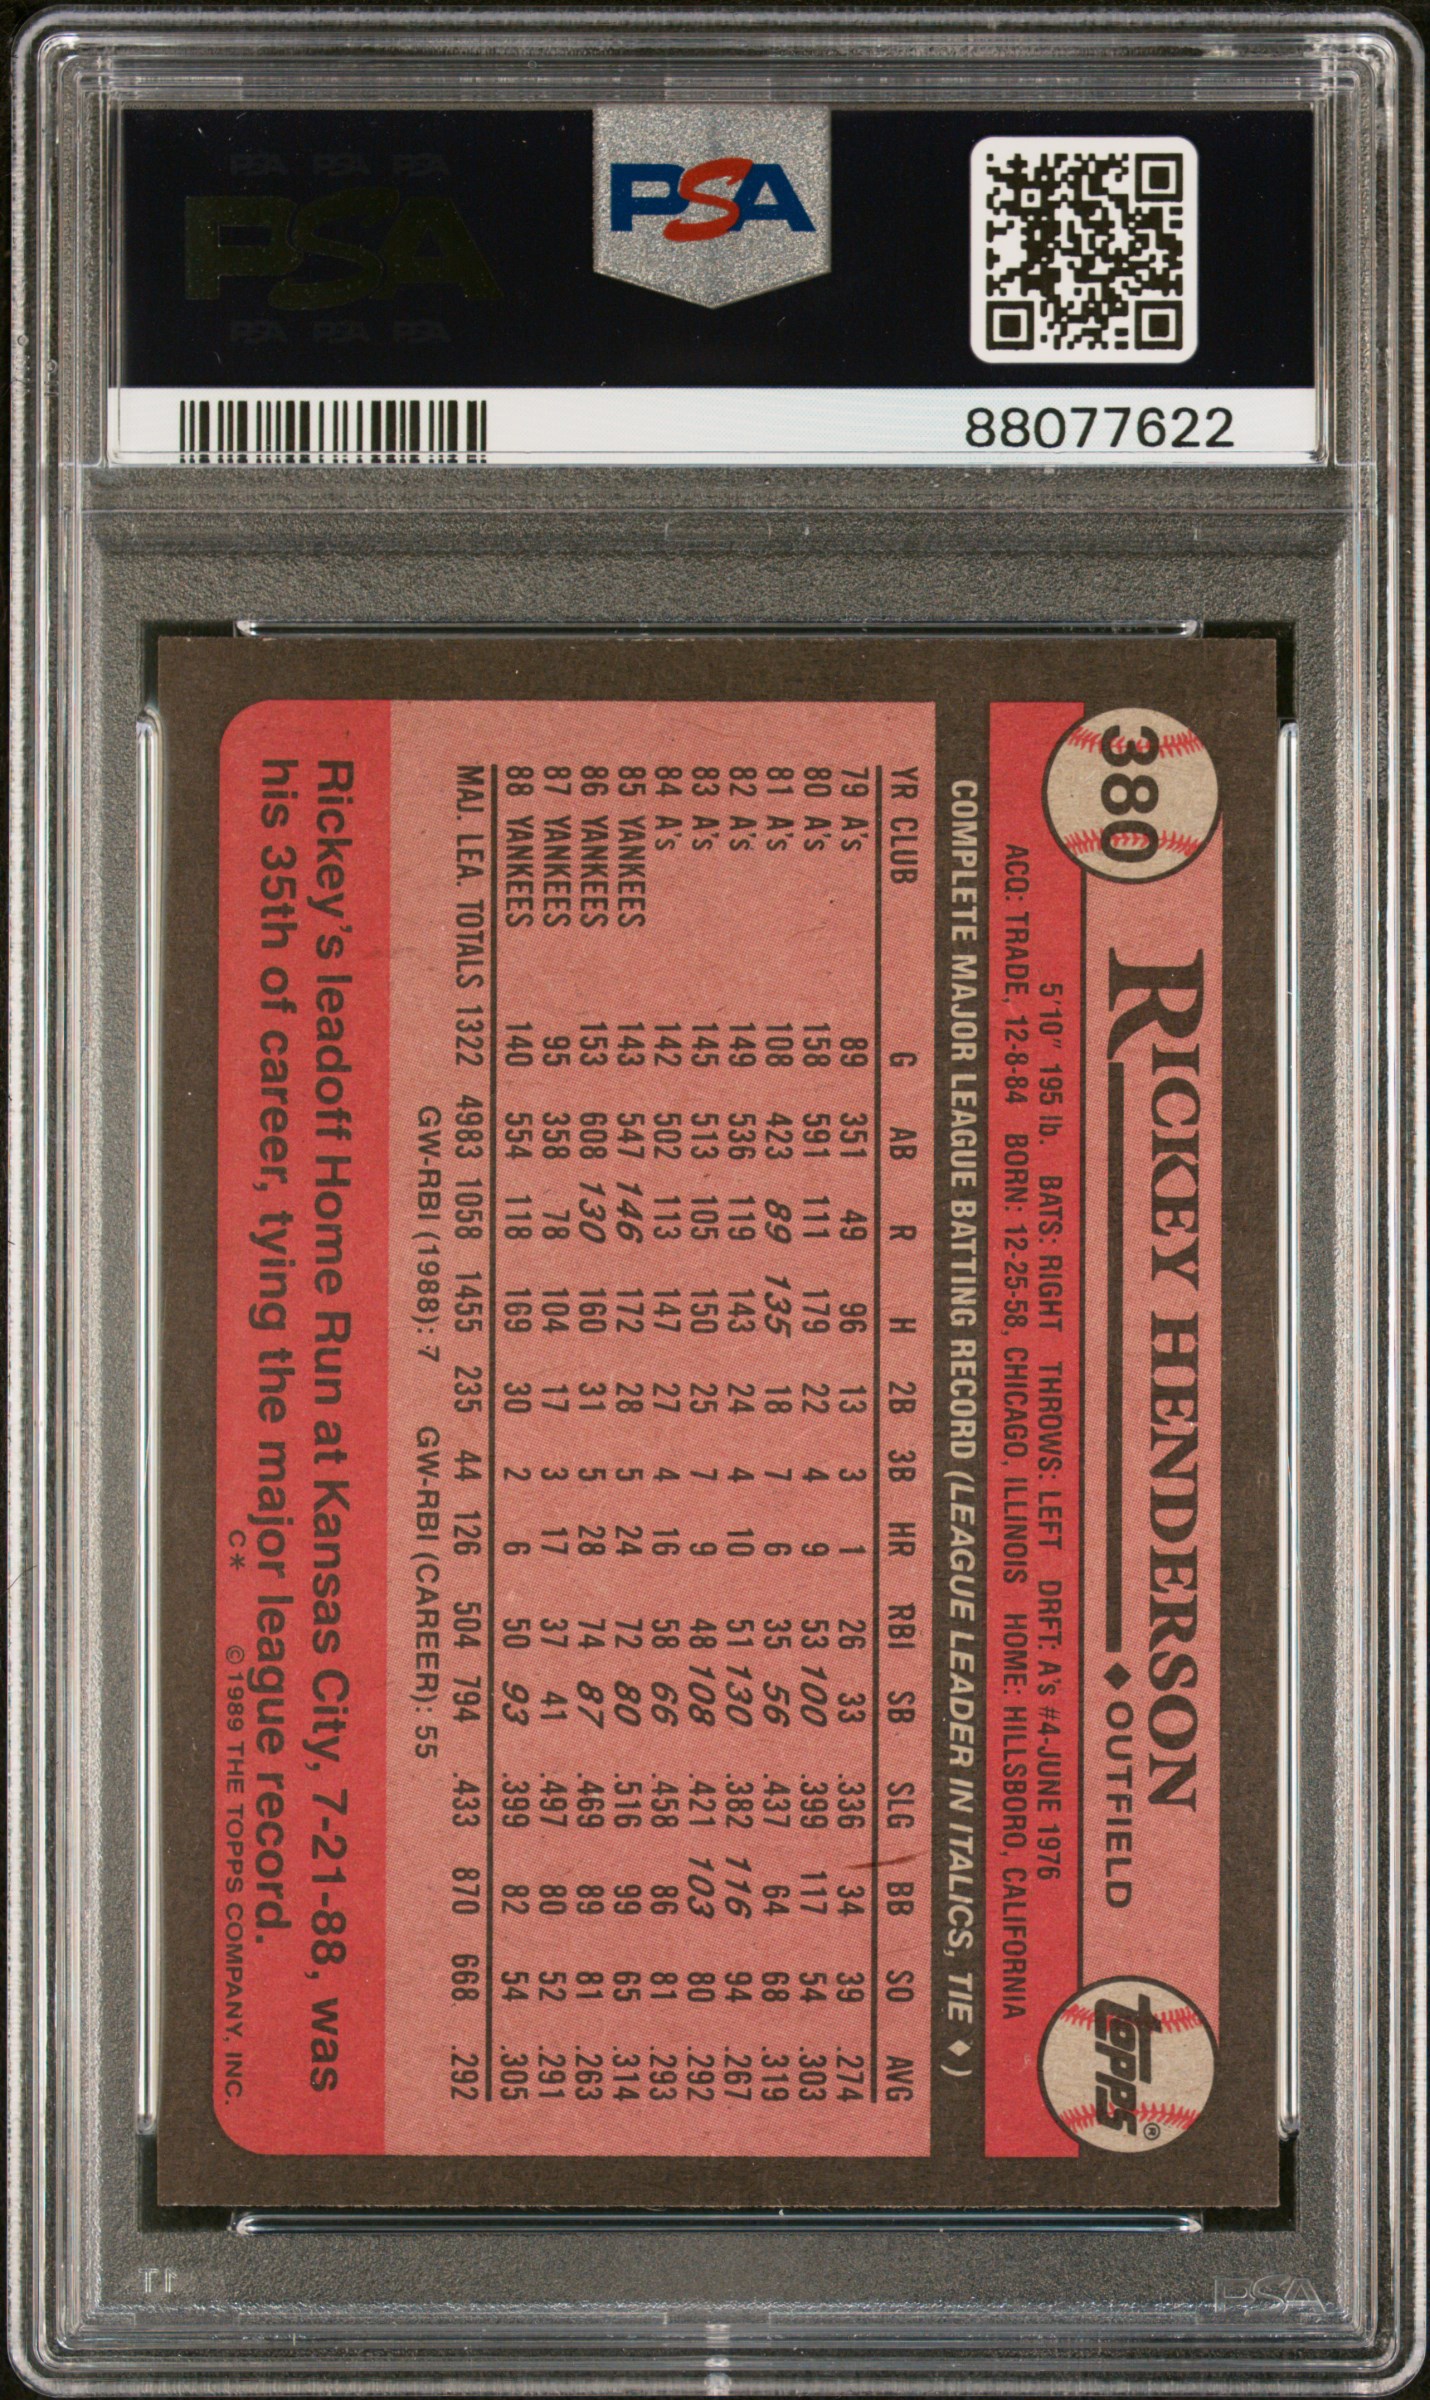 PSA PSA PSA
PSA
PSA PSA PSA
PSA
88077622
380
RICKEY HENDERSON
◆ OUTFIELD
topps®
5'10" 195 lb. BATS: RIGHT THROWS: LEFT DRFT: A's #4-JUNE 1976
ACQ: TRADE, 12-8-84 BORN: 12-25-58, CHICAGO, ILLINOIS HOME: HILLSBORO, CALIFORNIA
COMPLETE MAJOR LEAGUE BATTING RECORD (LEAGUE LEADER IN ITALICS, TIE ◆)
YR CLUB G AB R H 2B 3B HR RBI SB SLG BB SO AVG
79 A's 89 351 49 96 13 3 1 26 33 .336 34 39 .274
80 A's 158 591 111 179 22 4 9 53 100 .399 117 54 .303
81 A's 108 423 89 135 18 7 6 35 56 .437 64 68 .319
82 A's 149 536 119 143 24 4 10 51 130 .382 116 94 .267
83 A's 145 513 105 150 25 7 9 48 108 .421 103 80 .292
84 A's 142 502 113 147 27 4 16 58 66 .458 86 81 .293
85 YANKEES 143 547 146 172 28 5 24 72 80 .516 99 65 .314
86 YANKEES 153 608 130 160 31 5 28 74 87 .469 89 81 .263
87 YANKEES 95 358 78 104 17 3 17 37 41 .497 80 52 .291
88 YANKEES 140 554 118 169 30 2 6 50 93 .399 82 54 .305
MAJ. LEA. TOTALS 1322 4983 1058 1455 235 44 126 504 794 .433 870 668 .292
GW-RBI (1988): 7 GW-RBI (CAREER): 55
Rickey's leadoff Home Run at Kansas City, 7-21-88, was
his 35th of career, tying the major league record.
C* ©1989 THE TOPPS COMPANY, INC.
PSA